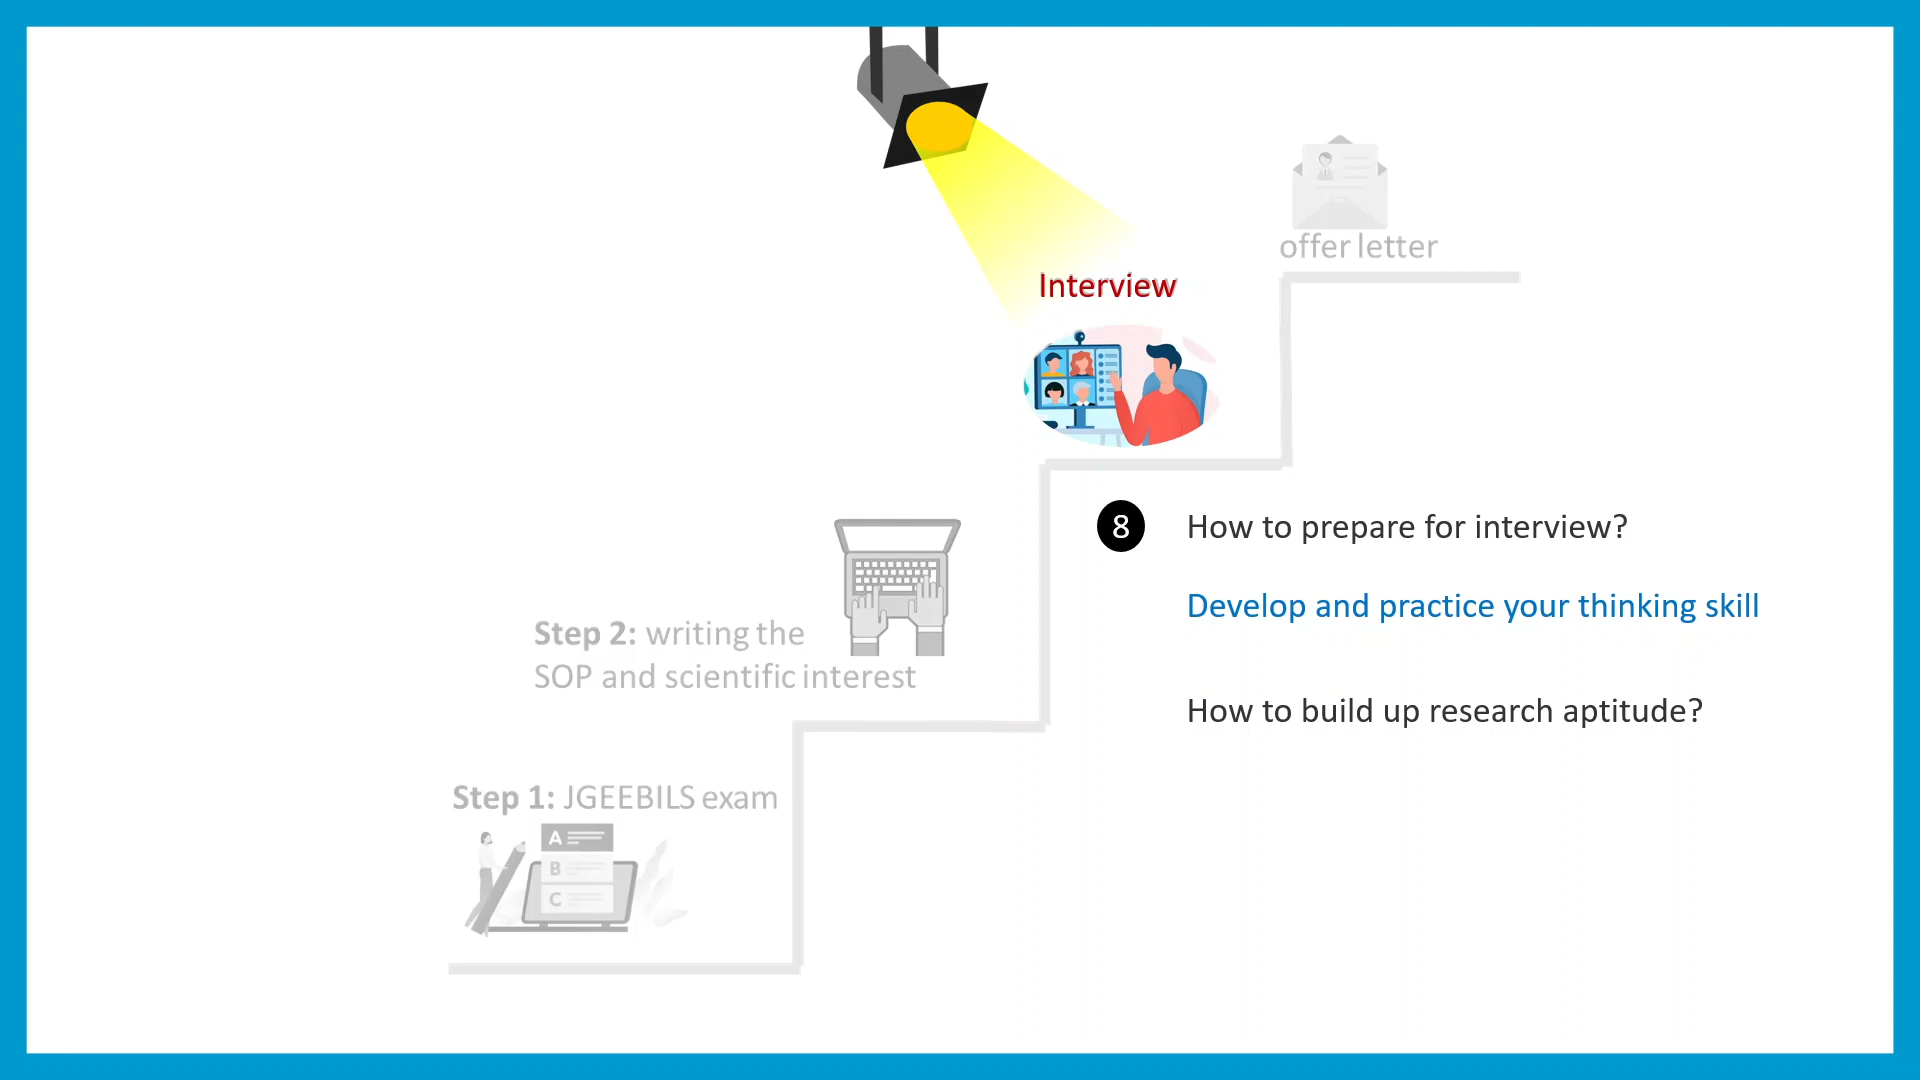 offer letter
Interview
8 How to prepare for interview?
Develop and practice your thinking skill
How to build up research aptitude?
Step 2: writing the
SOP and scientific interest
Step 1: JGEEBILS exam
A
B
C